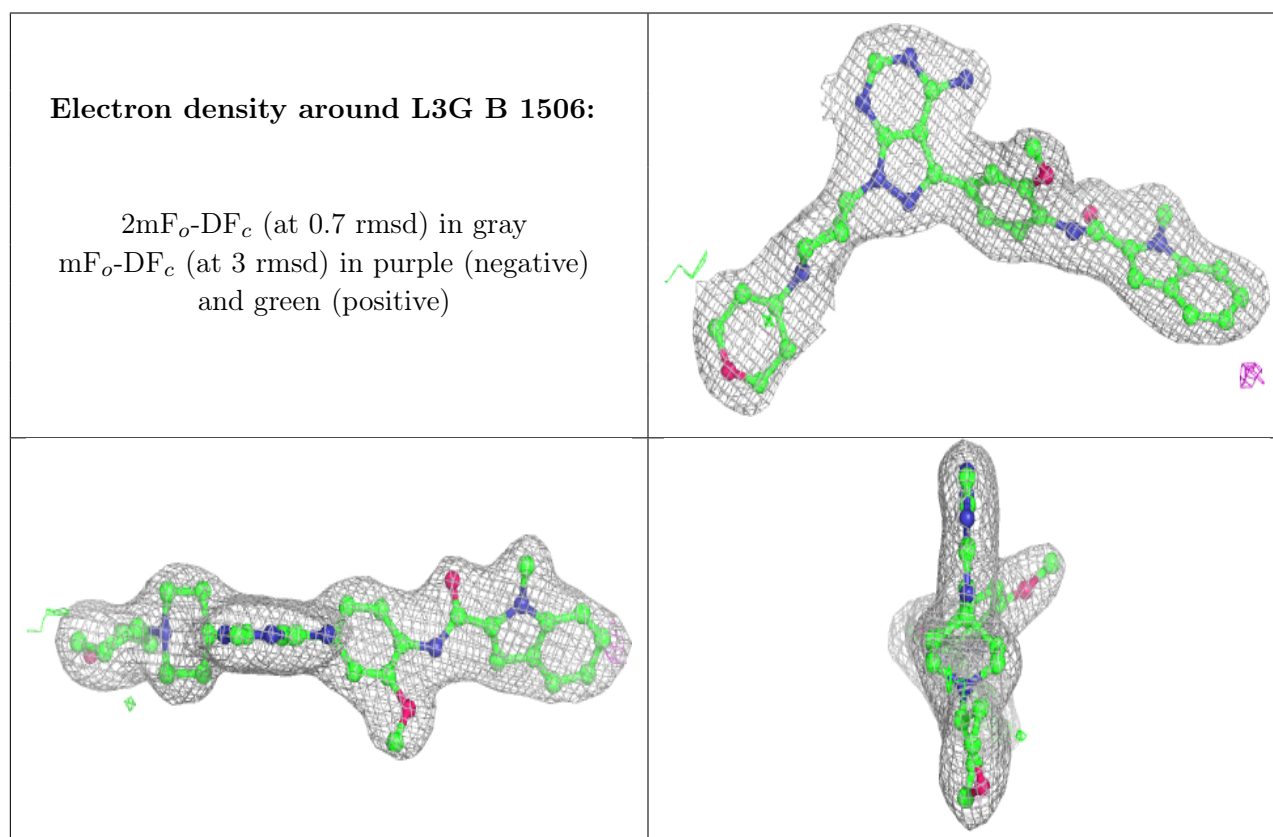 Electron density around L3G B 1506:
2mFₒ-DF𝒸 (at 0.7 rmsd) in gray
mFₒ-DF𝒸 (at 3 rmsd) in purple (negative)
and green (positive)